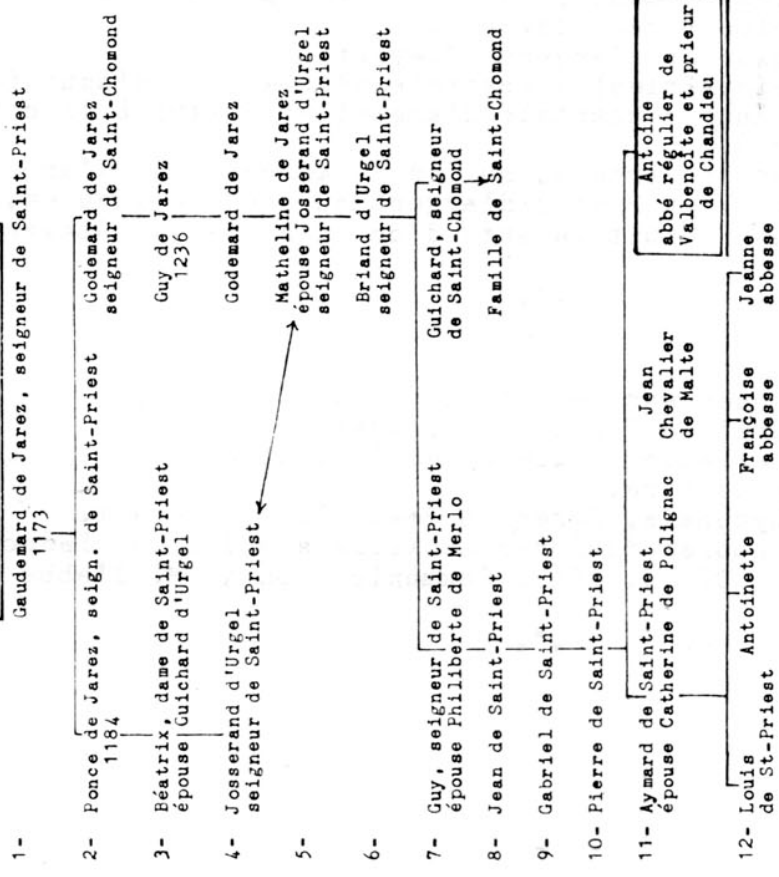 1- Gaudemard de Jarez, seigneur de Saint-Priest
1173
2- Ponce de Jarez, seign. de Saint-Priest
1184
Godemard de Jarez
seigneur de Saint-Chomond
3- Béatrix, dame de Saint-Priest
épouse Guichard d'Urgel
Guy de Jarez
1236
4- Josserand d'Urgel
seigneur de Saint-Priest
Godemard de Jarez
5- Matheline de Jarez
épouse Josserand d'Urgel
seigneur de Saint-Priest
6- Briand d'Urgel
seigneur de Saint-Priest
7- Guy, seigneur de Saint-Priest
épouse Philiberte de Merlo
Guichard, seigneur
de Saint-Chomond
8- Jean de Saint-Priest
Famille de Saint-Chomond
9- Gabriel de Saint-Priest
10- Pierre de Saint-Priest
11- Aymard de Saint-Priest
épouse Catherine de Polignac
Jean
Chevalier
de Malte
Antoine
abbé régulier de
Valbenoîte et prieur
de Chandieu
12- Louis
de St-Priest
Antoinette
Françoise
abbesse
Jeanne
abbesse